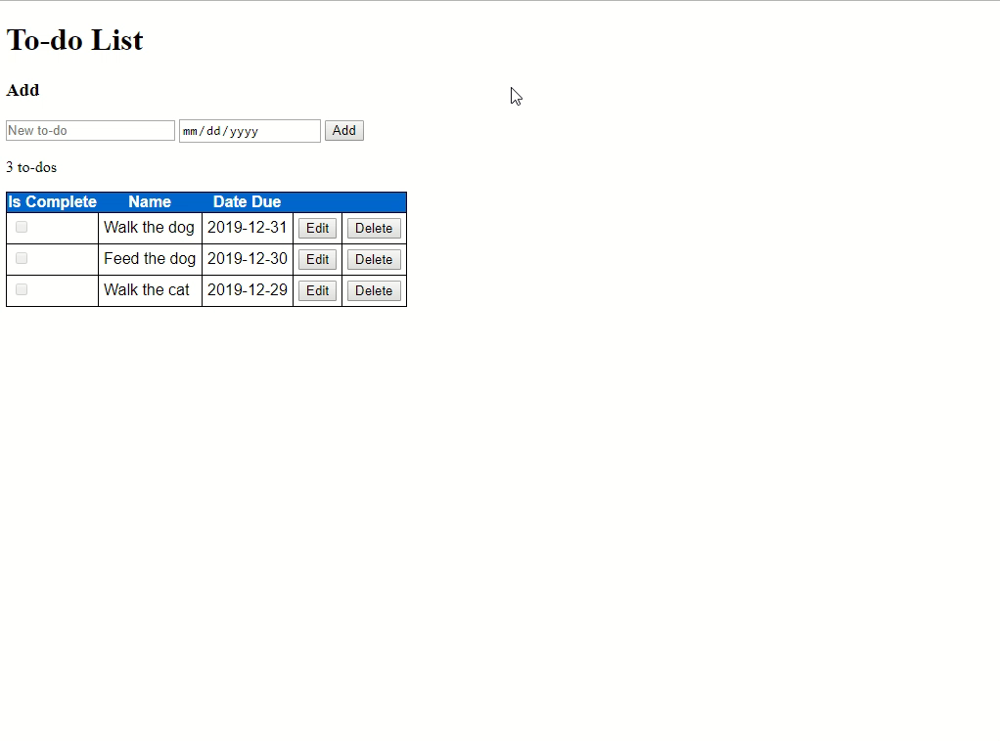 To-do List
Add
New to-do mm/dd/yyyy Add
3 to-dos
Is Complete Name Date Due
Walk the dog 2019-12-31 Edit Delete
Feed the dog 2019-12-30 Edit Delete
Walk the cat 2019-12-29 Edit Delete